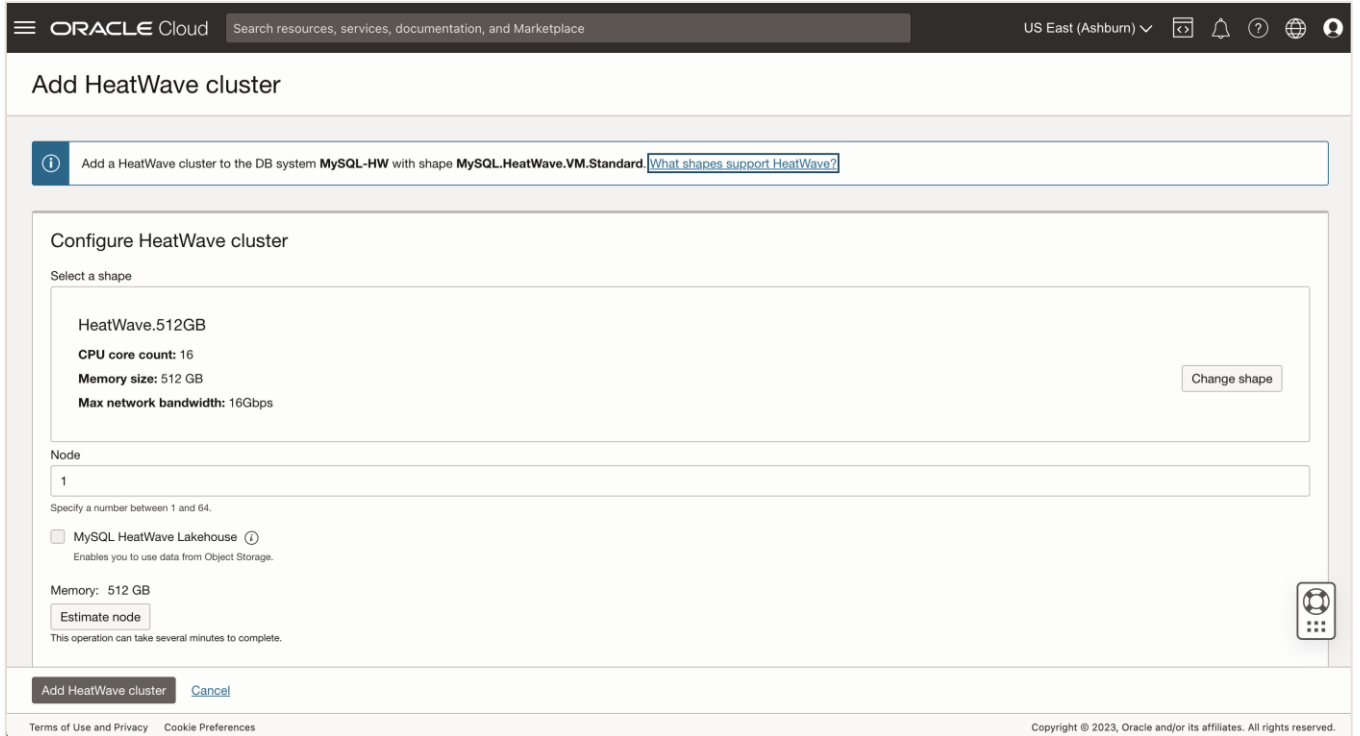 ORACLE Cloud
Search resources, services, documentation, and Marketplace
US East (Ashburn)
Add HeatWave cluster
Add a HeatWave cluster to the DB system MySQL-HW with shape MySQL.HeatWave.VM.Standard. What shapes support HeatWave?
Configure HeatWave cluster
Select a shape
HeatWave.512GB
CPU core count: 16
Memory size: 512 GB
Max network bandwidth: 16Gbps
Change shape
Node
1
Specify a number between 1 and 64.
MySQL HeatWave Lakehouse
Enables you to use data from Object Storage.
Memory: 512 GB
Estimate node
This operation can take several minutes to complete.
Add HeatWave cluster Cancel
Terms of Use and Privacy Cookie Preferences Copyright © 2023, Oracle and/or its affiliates. All rights reserved.